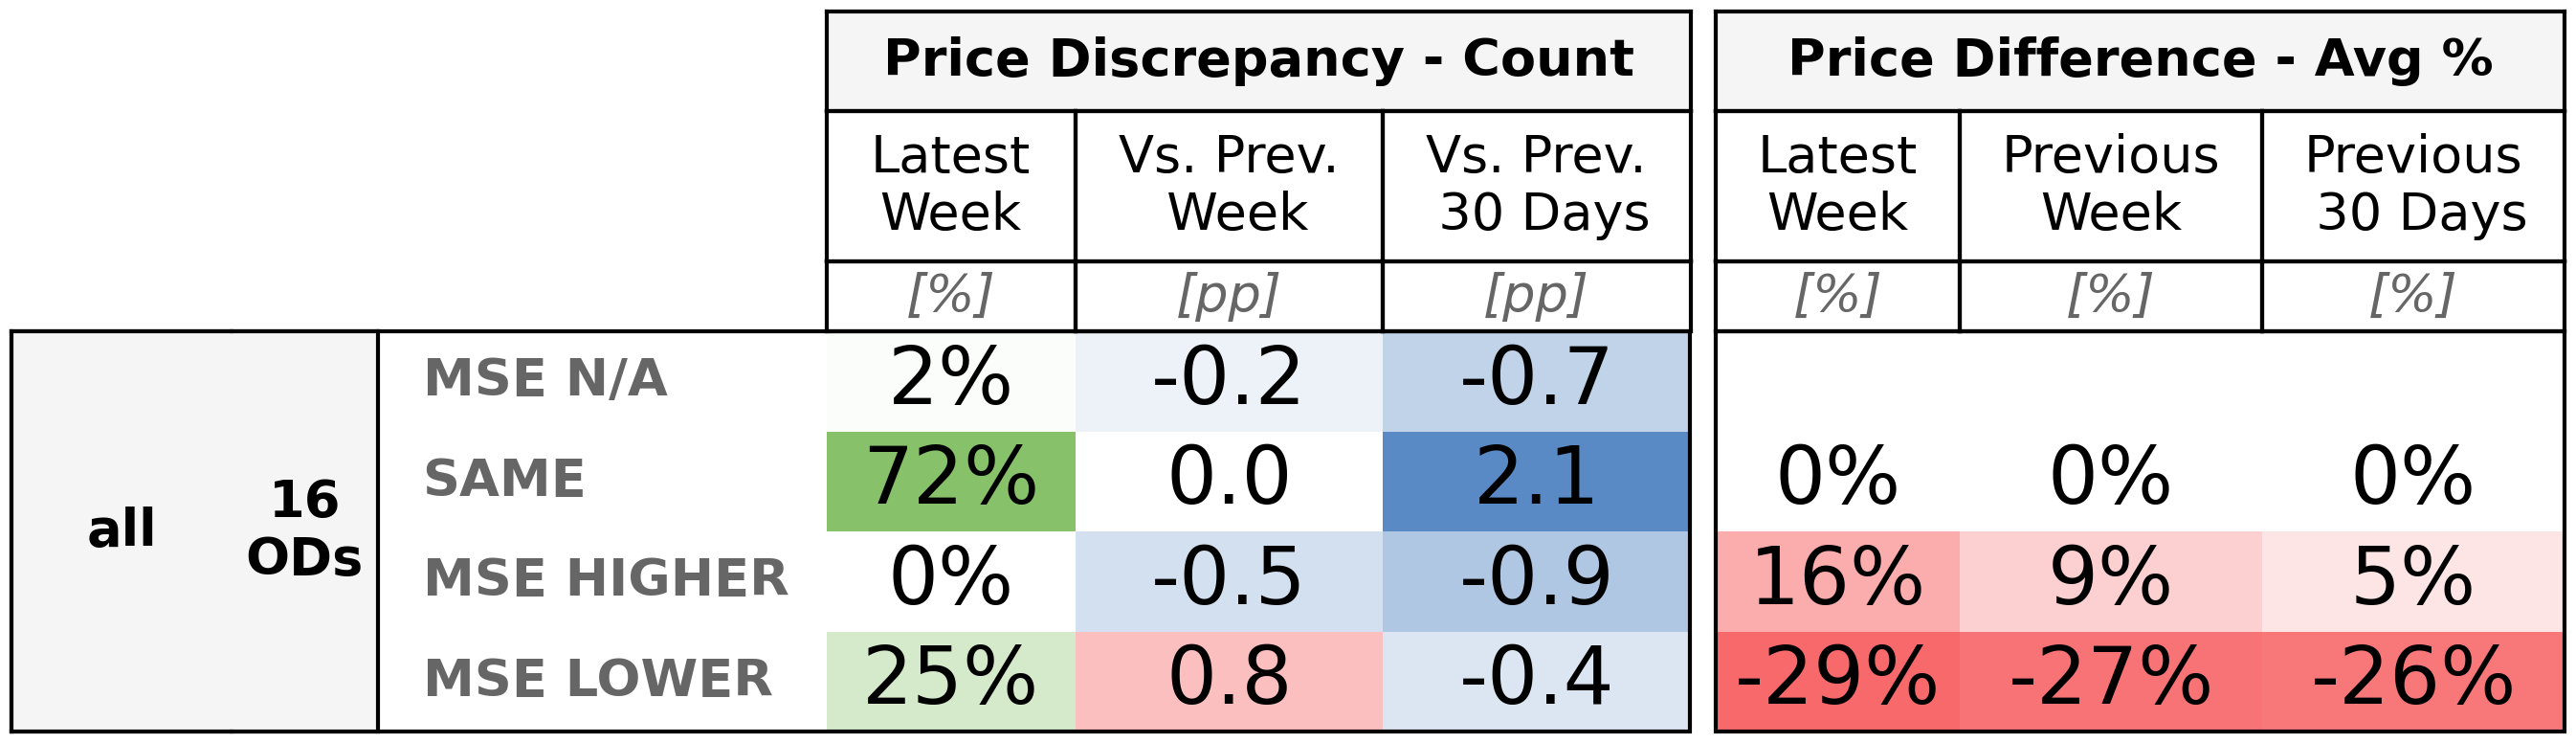 Price Discrepancy - Count Price Difference - Avg %
Latest Week Vs. Prev. Week Vs. Prev. 30 Days Latest Week Previous Week Previous 30 Days
[%] [pp] [pp] [%] [%] [%]
all 16 ODs
MSE N/A 2% -0.2 -0.7
SAME 72% 0.0 2.1 0% 0% 0%
MSE HIGHER 0% -0.5 -0.9 16% 9% 5%
MSE LOWER 25% 0.8 -0.4 -29% -27% -26%